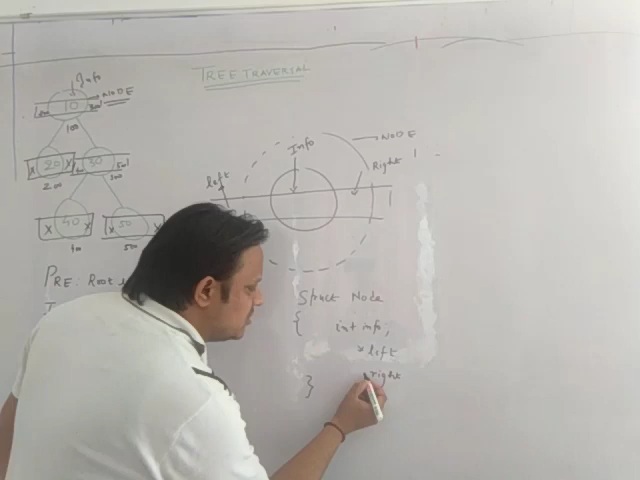 TREE TRAVERSAL
Info
NODE
10
100
20 30
200 300
40 50
400 500
X X X X
NODE
Info
Right
left
PRE: Root
Struct Node
{ int info,
*left
*right
}